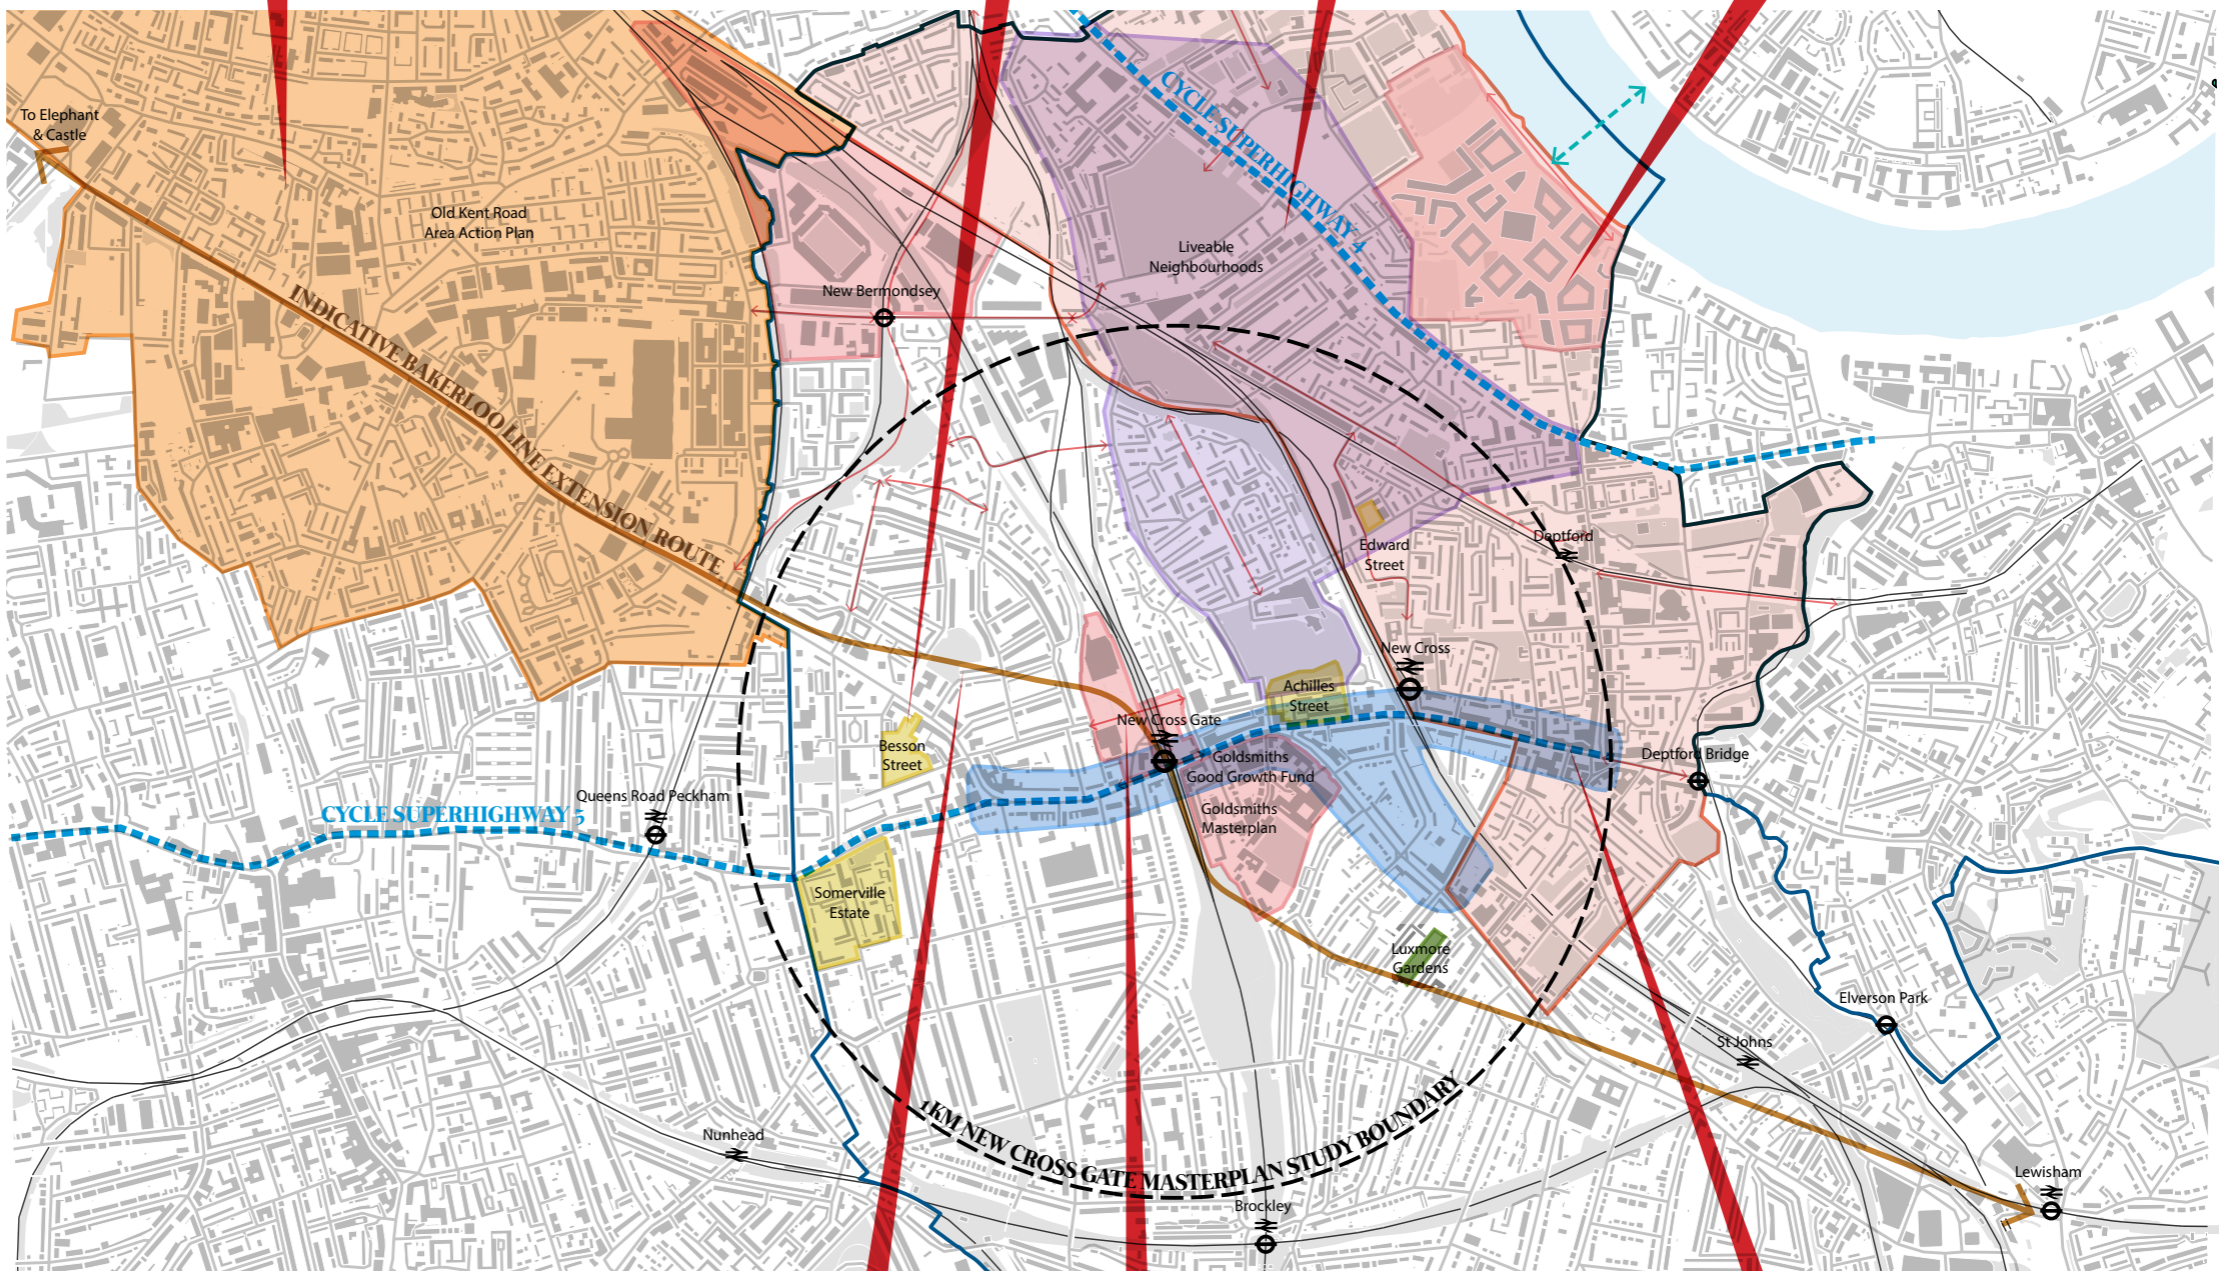 To Elephant
& Castle
CYCLE SUPERHIGHWAY 4
Old Kent Road
Area Action Plan
Liveable
Neighbourhoods
New Bermondsey
INDICATIVE BAKERLOO LINE EXTENSION ROUTE
Deptford
Edward
Street
New Cross
Achilles
Street
New Cross Gate
Besson
Street
Goldsmiths
Good Growth Fund
Deptford Bridge
Queens Road Peckham
CYCLE SUPERHIGHWAY 5
Goldsmiths
Masterplan
Somerville
Estate
Luxmore
Gardens
Elverson Park
St Johns
1KM NEW CROSS GATE MASTERPLAN STUDY BOUNDARY
Nunhead
Lewisham
Brockley